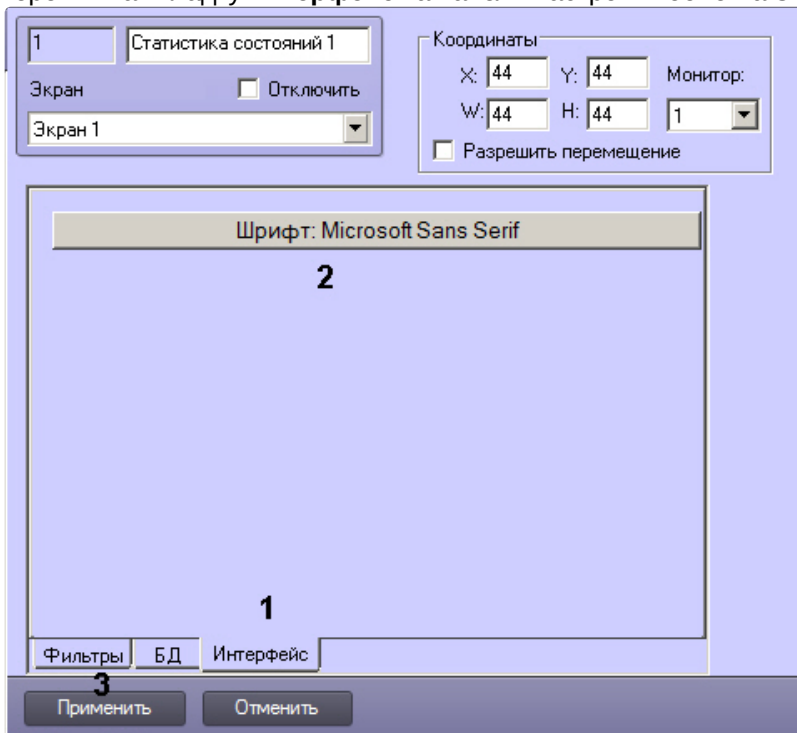 1
Статистика состояний 1
Экран
Отключить
Экран 1
Координаты
X: 44 Y: 44 Монитор:
W: 44 H: 44 1
Разрешить перемещение
Шрифт: Microsoft Sans Serif
2
1
Фильтры БД Интерфейс
3
Применить Отменить